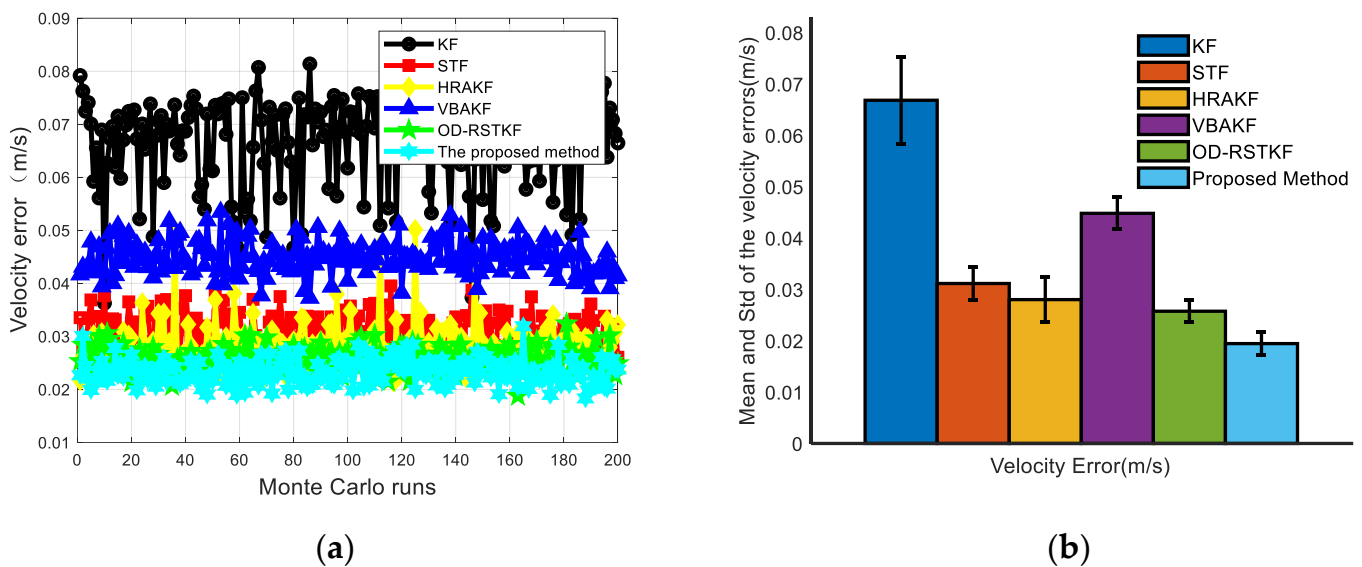 0.09
0.08
0.07
0.06
0.05
0.04
0.03
0.02
0.01
Velocity error（m/s）
0 20 40 60 80 100 120 140 160 180 200
Monte Carlo runs
KF
STF
HRAKF
VBAKF
OD-RSTKF
The proposed method
(a)
0.08
0.07
0.06
0.05
0.04
0.03
0.02
0.01
0
Mean and Std of the velocity errors(m/s)
Velocity Error(m/s)
KF
STF
HRAKF
VBAKF
OD-RSTKF
Proposed Method
(b)